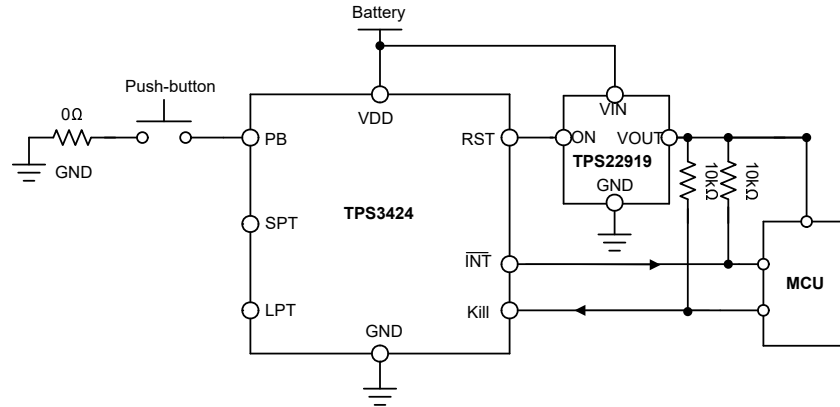 Battery
Push-button
0Ω
GND
VDD
PB
RST
SPT
TPS3424
LPT
INT
Kill
GND
VIN
ON
VOUT
TPS22919
GND
10kΩ
10kΩ
MCU